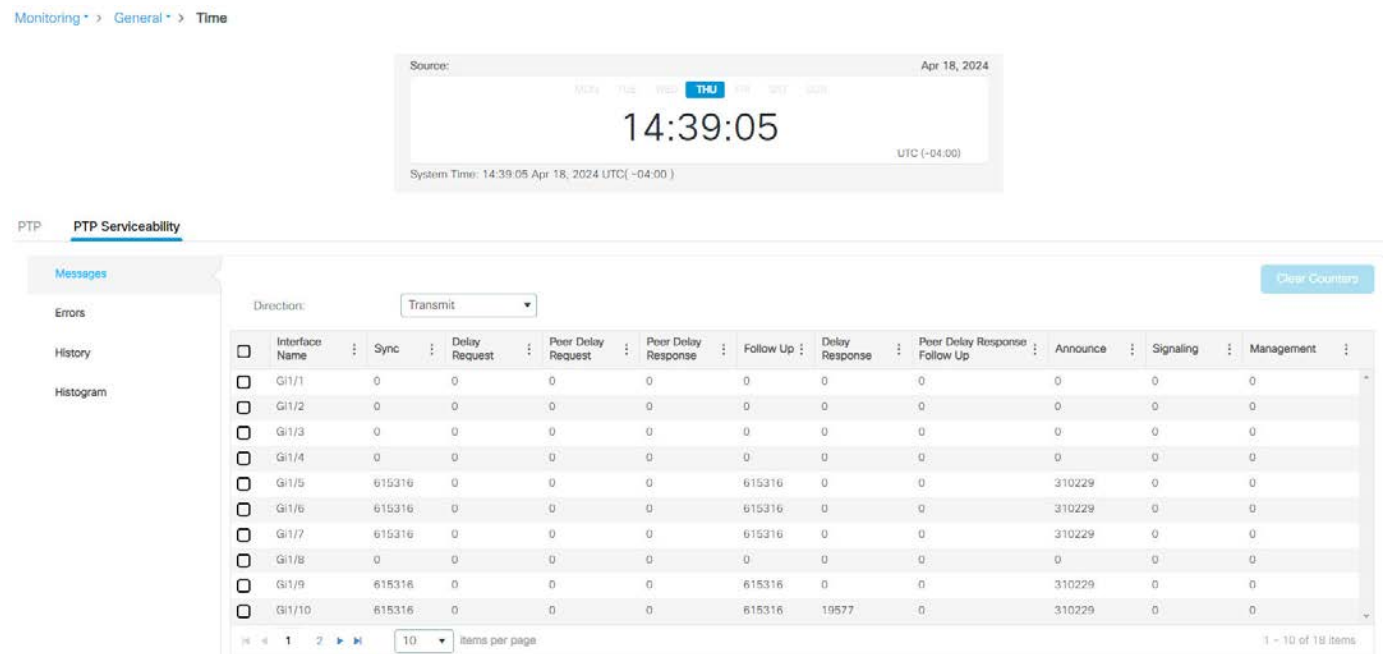 Monitoring > General > Time
Source: Apr 18, 2024
MON TUE WED THU FRI SAT SUN
14:39:05
UTC (-04:00)
System Time: 14:39:05 Apr 18, 2024 UTC( -04:00 )
PTP PTP Serviceability
Messages
Errors
History
Histogram
Clear Counters
Direction: Transmit
Interface Name Sync Delay Request Peer Delay Request Peer Delay Response Follow Up Delay Response Peer Delay Response Follow Up Announce Signaling Management
Gi1/1 0 0 0 0 0 0 0 0 0 0
Gi1/2 0 0 0 0 0 0 0 0 0 0
Gi1/3 0 0 0 0 0 0 0 0 0 0
Gi1/4 0 0 0 0 0 0 0 0 0 0
Gi1/5 615316 0 0 0 615316 0 0 310229 0 0
Gi1/6 615316 0 0 0 615316 0 0 310229 0 0
Gi1/7 615316 0 0 0 615316 0 0 310229 0 0
Gi1/8 0 0 0 0 0 0 0 0 0 0
Gi1/9 615316 0 0 0 615316 0 0 310229 0 0
Gi1/10 615316 0 0 0 615316 19577 0 310229 0 0
1 2 10 items per page 1 - 10 of 18 items